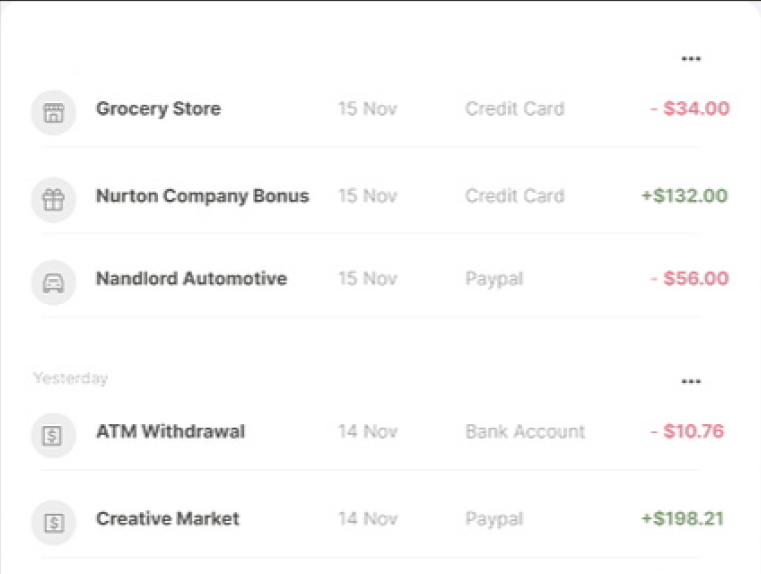 Grocery Store 15 Nov Credit Card - $34.00
Nurton Company Bonus 15 Nov Credit Card +$132.00
Nandlord Automotive 15 Nov Paypal - $56.00
Yesterday
ATM Withdrawal 14 Nov Bank Account - $10.76
Creative Market 14 Nov Paypal +$198.21